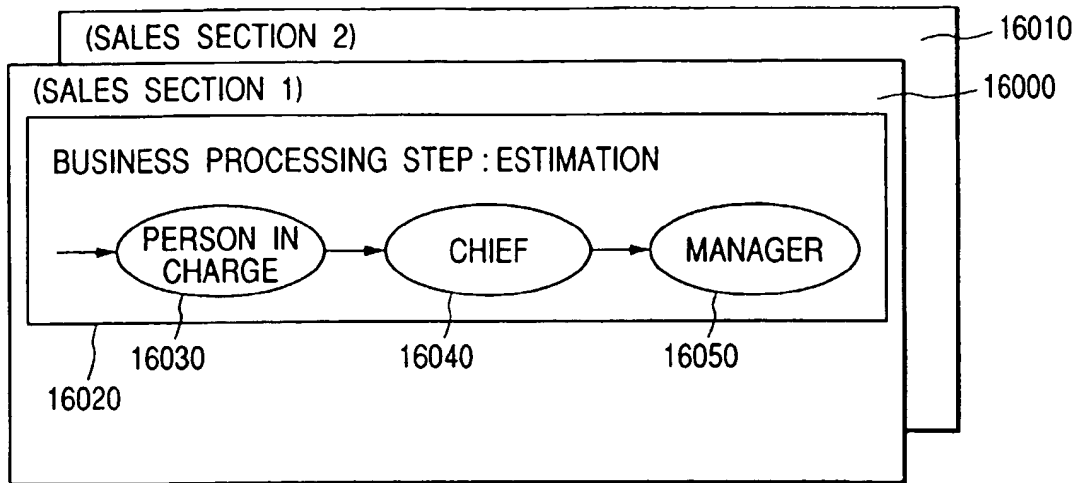 (SALES SECTION 2)
16010
(SALES SECTION 1)
16000
BUSINESS PROCESSING STEP : ESTIMATION
PERSON IN
CHARGE
CHIEF
MANAGER
16030
16040
16050
16020